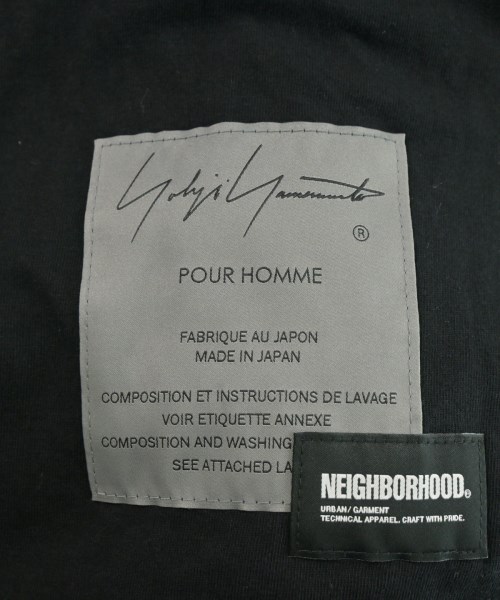 Yohji Yamamoto
®
POUR HOMME
FABRIQUE AU JAPON
MADE IN JAPAN
COMPOSITION ET INSTRUCTIONS DE LAVAGE
VOIR ETIQUETTE ANNEXE
COMPOSITION AND WASHING
SEE ATTACHED LA
NEIGHBORHOOD®
URBAN / GARMENT
TECHNICAL APPAREL. CRAFT WITH PRIDE.